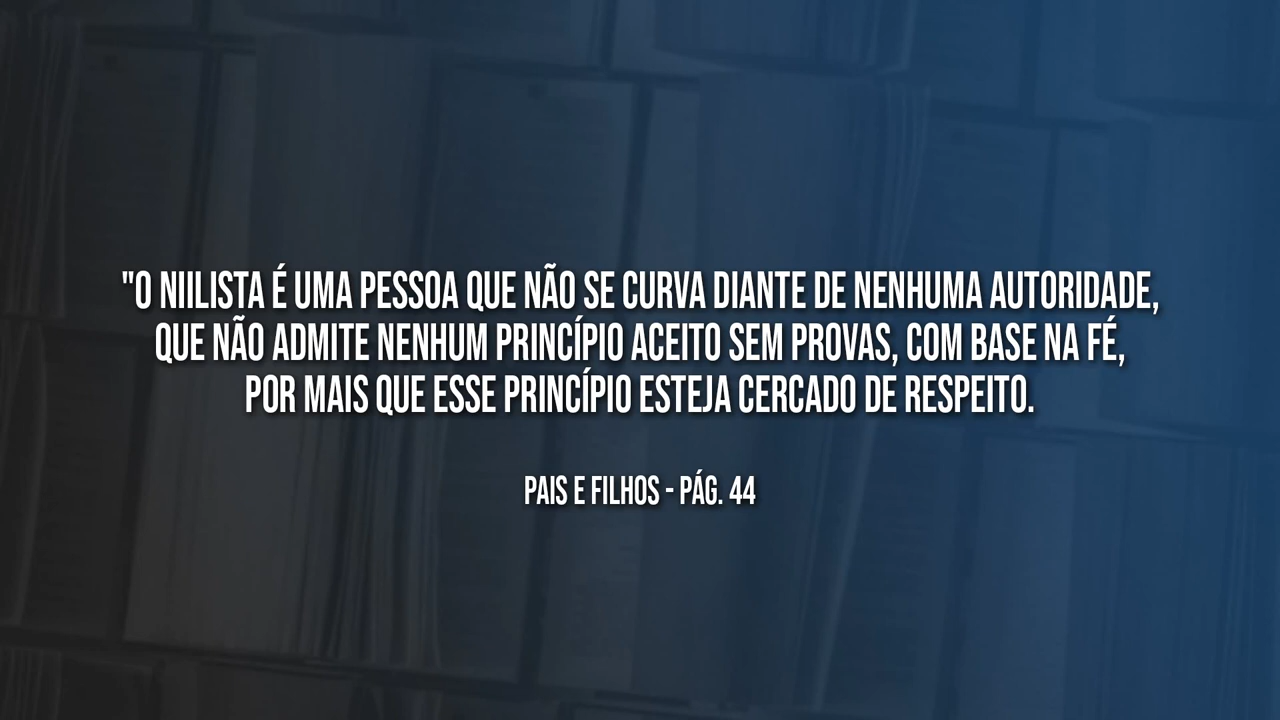 "O NIILISTA É UMA PESSOA QUE NÃO SE CURVA DIANTE DE NENHUMA AUTORIDADE,
QUE NÃO ADMITE NENHUM PRINCÍPIO ACEITO SEM PROVAS, COM BASE NA FÉ,
POR MAIS QUE ESSE PRINCÍPIO ESTEJA CERCADO DE RESPEITO.
PAIS E FILHOS - PÁG. 44